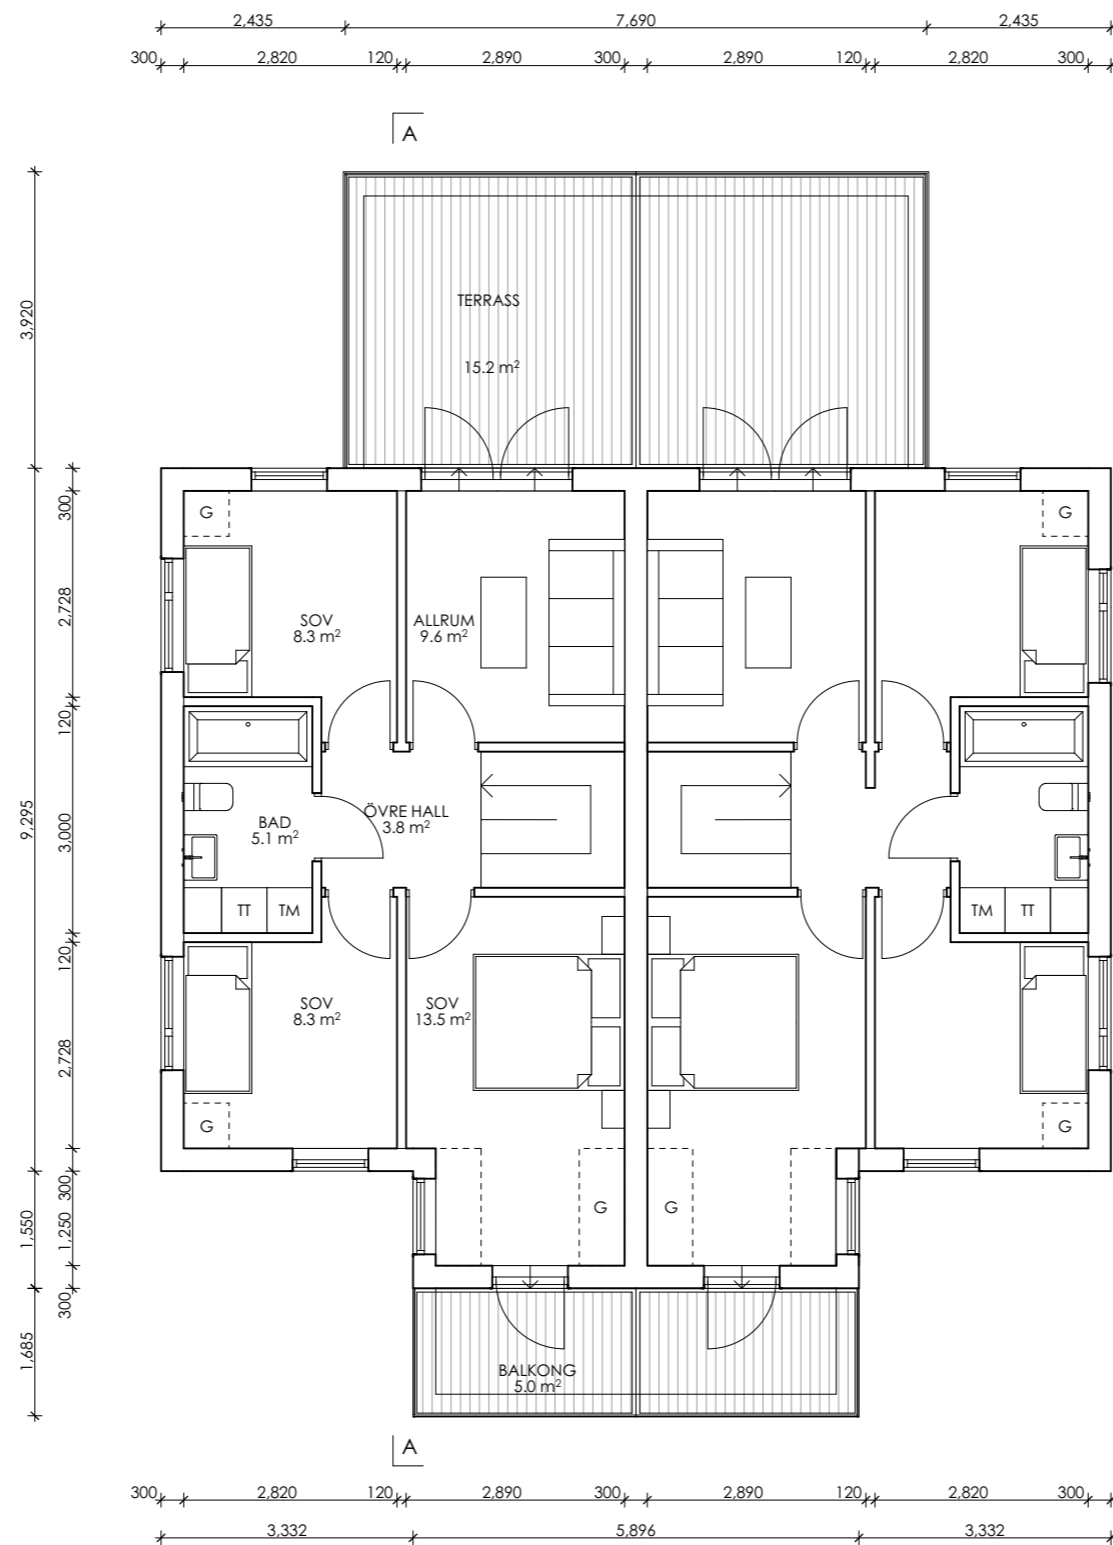 2,435 7,690 2,435
300 2,820 120 2,890 300 2,890 120 2,820 300
A
3,920
TERRASS
15.2 m²
300
G G
2,728
SOV ALLRUM
8.3 m² 9.6 m²
120
9,295
3,000
ÖVRE HALL
3.8 m²
BAD
5.1 m²
TT TM TM TT
120
SOV SOV
8.3 m² 13.5 m²
2,728
G G
300
1,550
1,250
G G
300
1,685
BALKONG
5.0 m²
A
300 2,820 120 2,890 300 2,890 120 2,820 300
3,332 5,896 3,332